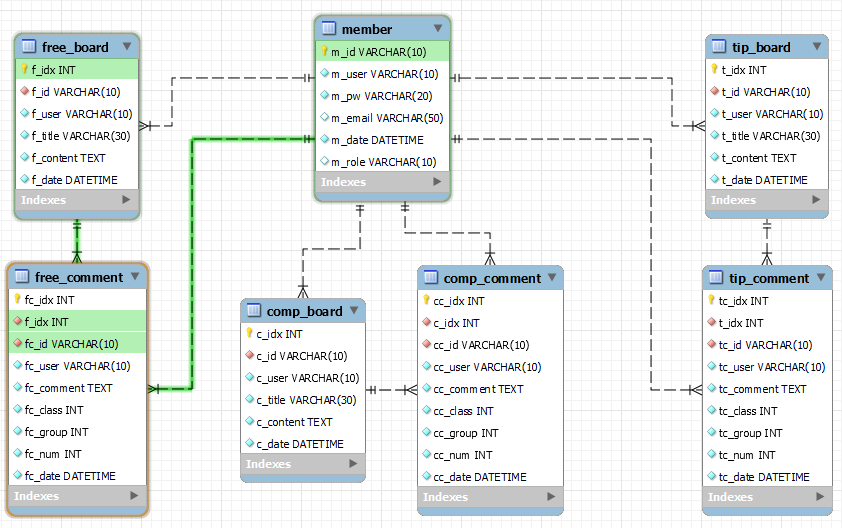 free_board
f_idx INT
f_id VARCHAR(10)
f_user VARCHAR(10)
f_title VARCHAR(30)
f_content TEXT
f_date DATETIME
Indexes
member
m_id VARCHAR(10)
m_user VARCHAR(10)
m_pw VARCHAR(20)
m_email VARCHAR(50)
m_date DATETIME
m_role VARCHAR(10)
Indexes
tip_board
t_idx INT
t_id VARCHAR(10)
t_user VARCHAR(10)
t_title VARCHAR(30)
t_content TEXT
t_date DATETIME
Indexes
free_comment
fc_idx INT
f_idx INT
fc_id VARCHAR(10)
fc_user VARCHAR(10)
fc_comment TEXT
fc_class INT
fc_group INT
fc_num INT
fc_date DATETIME
Indexes
comp_board
c_idx INT
c_id VARCHAR(10)
c_user VARCHAR(10)
c_title VARCHAR(30)
c_content TEXT
c_date DATETIME
Indexes
comp_comment
cc_idx INT
c_idx INT
cc_id VARCHAR(10)
cc_user VARCHAR(10)
cc_comment TEXT
cc_class INT
cc_group INT
cc_num INT
cc_date DATETIME
Indexes
tip_comment
tc_idx INT
t_idx INT
tc_id VARCHAR(10)
tc_user VARCHAR(10)
tc_comment TEXT
tc_class INT
tc_group INT
tc_num INT
tc_date DATETIME
Indexes